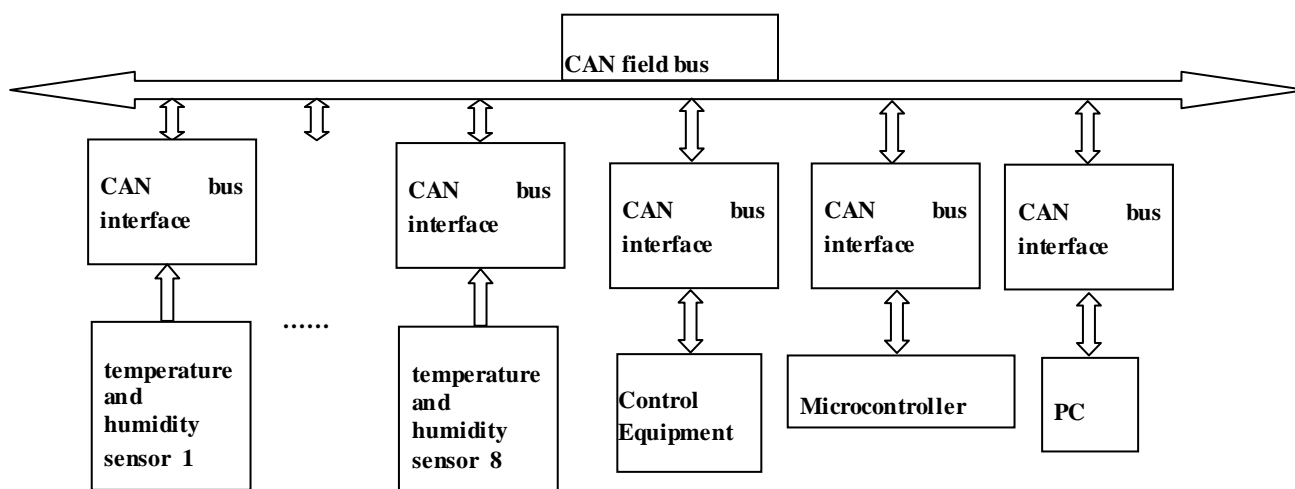 CAN field bus
CAN bus
interface
CAN bus
interface
CAN bus
interface
CAN bus
interface
CAN bus
interface
......
temperature
and
humidity
sensor 1
temperature
and
humidity
sensor 8
Control
Equipment
Microcontroller
PC